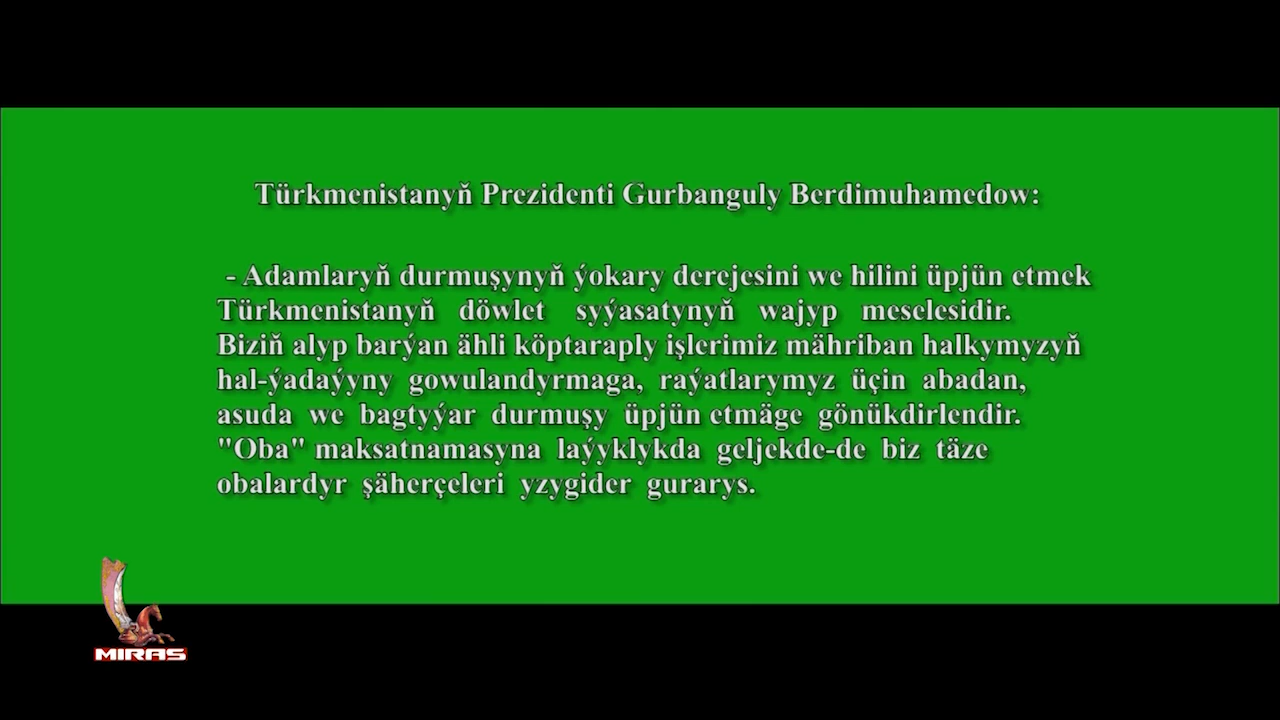 Türkmenistanyň Prezidenti Gurbanguly Berdimuhamedow:
- Adamlaryň durmuşynyň ýokary derejesini we hilini üpjün etmek
Türkmenistanyň döwlet syýasatynyň wajyp meselesidir.
Biziň alyp barýan ähli köptaraply işlerimiz mähriban halkymyzyň
hal-ýadaýyny gowulandyrmaga, raýatlarymyz üçin abadan,
asuda we bagtyýar durmuşy üpjün etmäge gönükdirlendir.
"Oba" maksatnamasyna laýyklykda geljekde-de biz täze
obalardyr şäherçeleri yzygider gurarys.
MIRAS